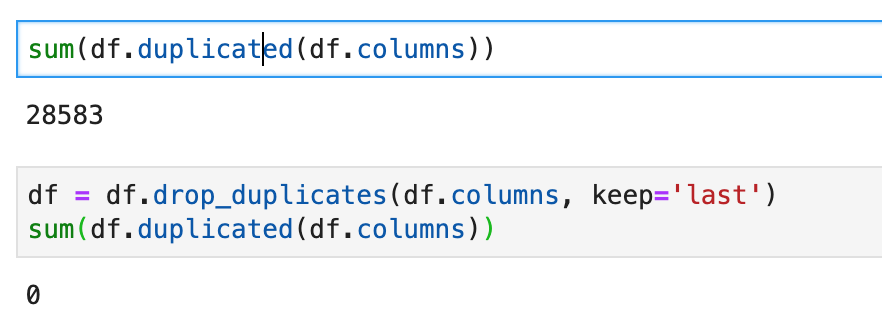 sum(df.duplicated(df.columns))
28583
df = df.drop_duplicates(df.columns, keep='last')
sum(df.duplicated(df.columns))
0